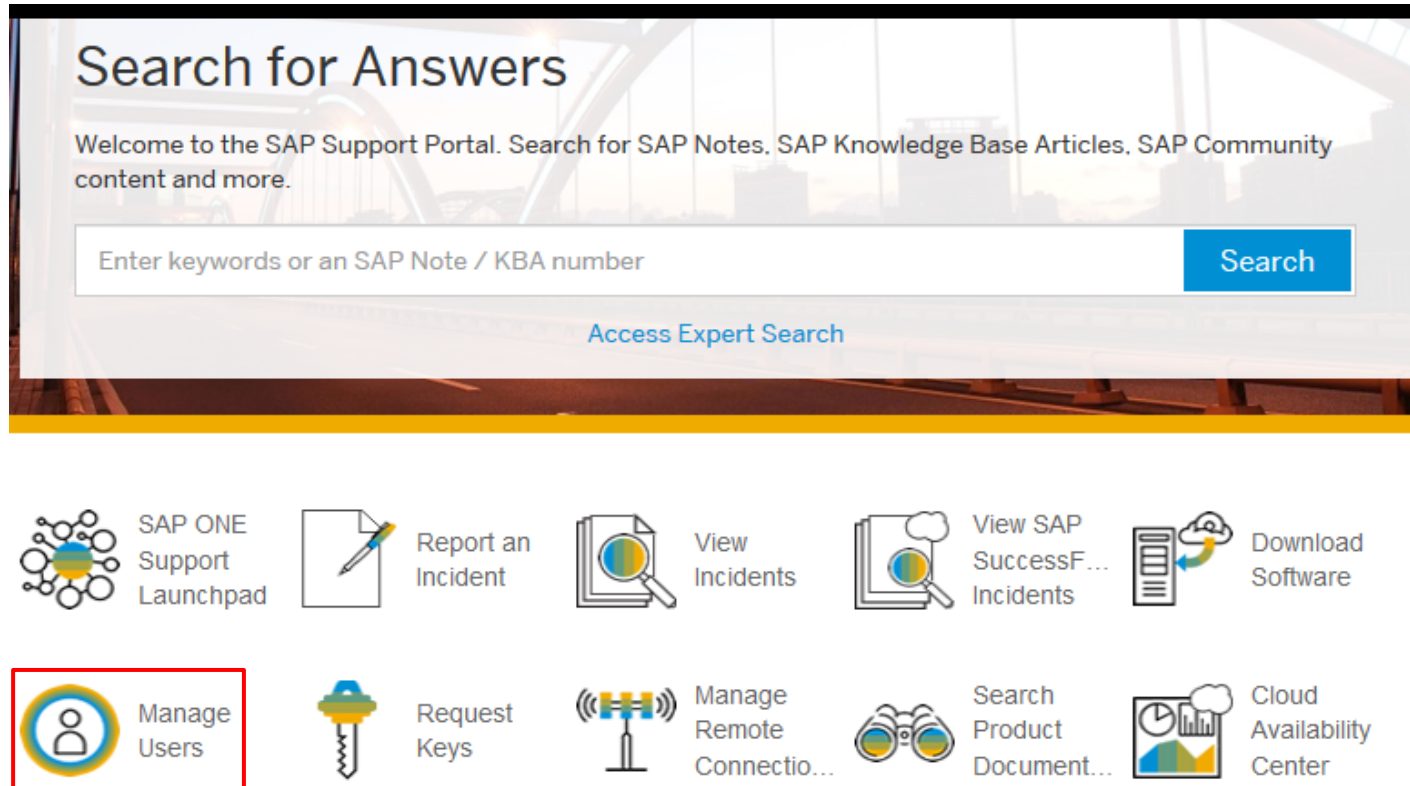 Search for Answers
Welcome to the SAP Support Portal. Search for SAP Notes, SAP Knowledge Base Articles, SAP Community
content and more.
Enter keywords or an SAP Note / KBA number
Search
Access Expert Search
SAP ONE
Support
Launchpad
Report an
Incident
View
Incidents
View SAP
SuccessF...
Incidents
Download
Software
Manage
Users
Request
Keys
Manage
Remote
Connectio...
Search
Product
Document...
Cloud
Availability
Center